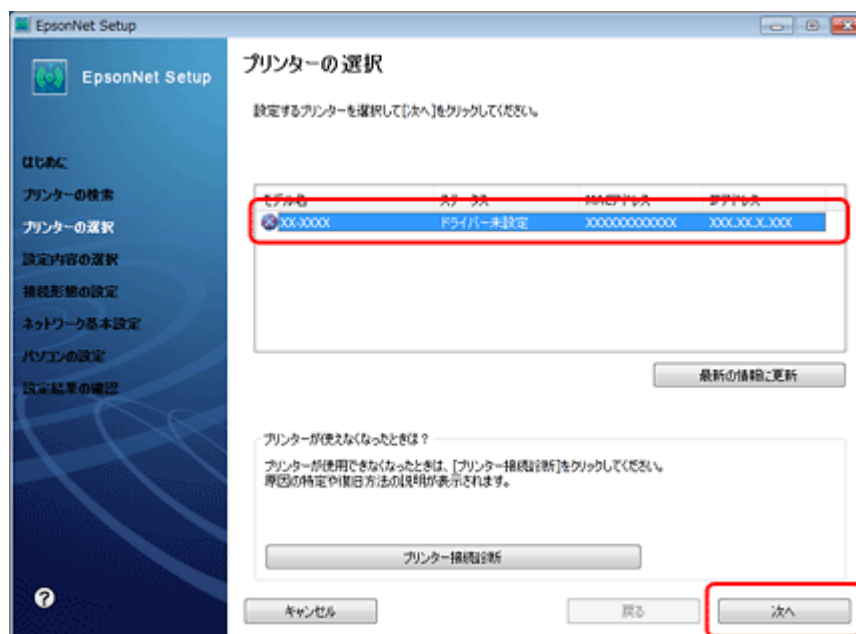 EpsonNet Setup
EpsonNet Setup
はじめに
プリンターの検索
プリンターの選択
設定内容の選択
接続形態の設定
ネットワーク基本設定
パソコンの設定
設定結果の確認
プリンターの選択
設定するプリンターを選択して[次へ]をクリックしてください。
モデル名 ステータス MACアドレス IPアドレス
XX-XXXX ドライバー未設定 XXXXXXXXXXXX XXX.XX.X.XXX
最新の情報に更新
プリンターが使えなくなったときは？
プリンターが使用できなくなったときは、[プリンター接続診断]をクリックしてください。
原因の特定や復旧方法の説明が表示されます。
プリンター接続診断
キャンセル
戻る
次へ